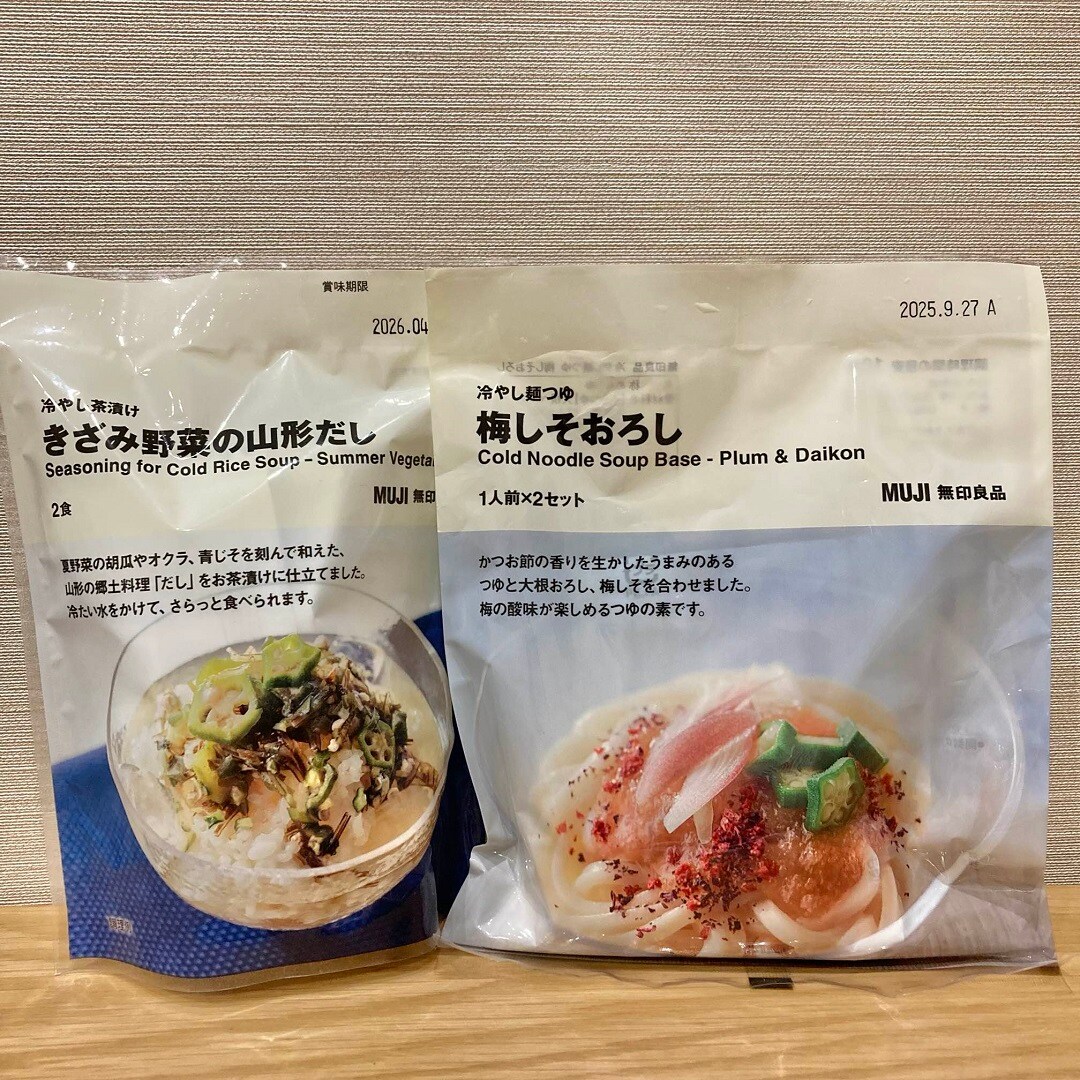 賞味期限
2026.04
冷やし茶漬け
きざみ野菜の山形だし
Seasoning for Cold Rice Soup – Summer
2食
MUJI 無印
夏野菜の胡瓜やオクラ、青じそを刻んで和えた、
山形の郷土料理「だし」をお茶漬けに仕立てました。
冷たい水をかけて、さらっと食べられます。
2025.9.27 A
冷やし麺つゆ
梅しそおろし
Cold Noodle Soup Base - Plum & Daikon
1人前×2セット
MUJI 無印良品
かつお節の香りを生かしたうまみのある
つゆと大根おろし、梅しそを合わせました。
梅の酸味が楽しめるつゆの素です。